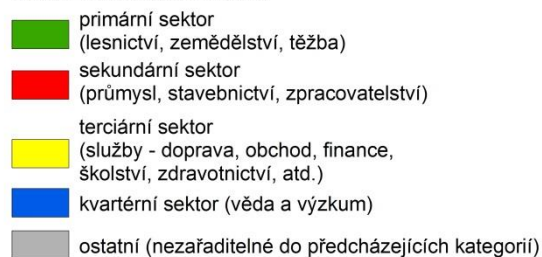 primární sektor
(lesnictví, zemědělství, těžba)
sekundární sektor
(průmysl, stavebnictví, zpracovatelství)
terciární sektor
(služby - doprava, obchod, finance,
školství, zdravotnictví, atd.)
kvartérní sektor (věda a výzkum)
ostatní (nezařaditelné do předcházejících kategorií)